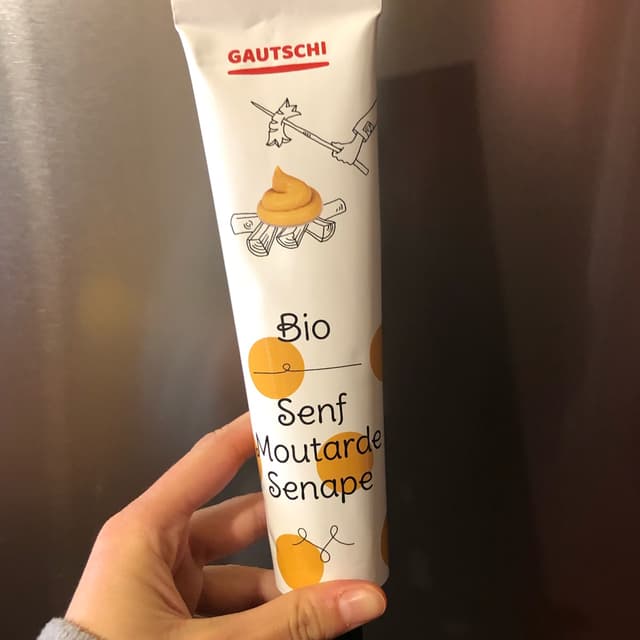 GAUTSCHI
Bio
Senf
Moutarde
Senape